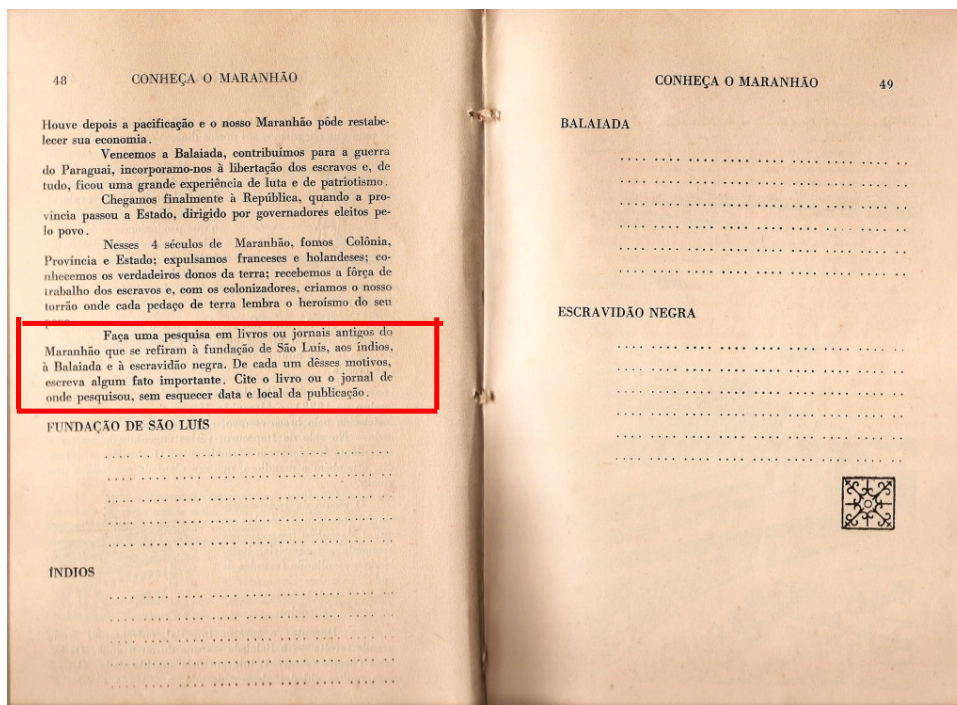 48 CONHEÇA O MARANHÃO
Houve depois a pacificação e o nosso Maranhão pôde restabe-
lecer sua economia.
Vencemos a Balaiada, contribuímos para a guerra
do Paraguai, incorporamo-nos à libertação dos escravos e, de
tudo, ficou uma grande experiência de luta e de patriotismo.
Chegamos finalmente à República, quando a pro-
víncia passou a Estado, dirigido por governadores eleitos pe-
lo povo.
Nesses 4 séculos de Maranhão, fomos Colônia,
Província e Estado; expulsamos franceses e holandeses; co-
nhecemos os verdadeiros donos da terra; recebemos a fôrça de
trabalho dos escravos e, com os colonizadores, criamos o nosso
torrão onde cada pedaço de terra lembra o heroísmo do seu
Faça uma pesquisa em livros ou jornais antigos do
Maranhão que se refiram à fundação de São Luís, aos índios,
à Balaiada e à escravidão negra. De cada um dêsses motivos,
escreva algum fato importante. Cite o livro ou o jornal de
onde pesquisou, sem esquecer data e local da publicação.
FUNDAÇÃO DE SÃO LUÍS
ÍNDIOS
CONHEÇA O MARANHÃO 49
BALAIADA
ESCRAVIDÃO NEGRA